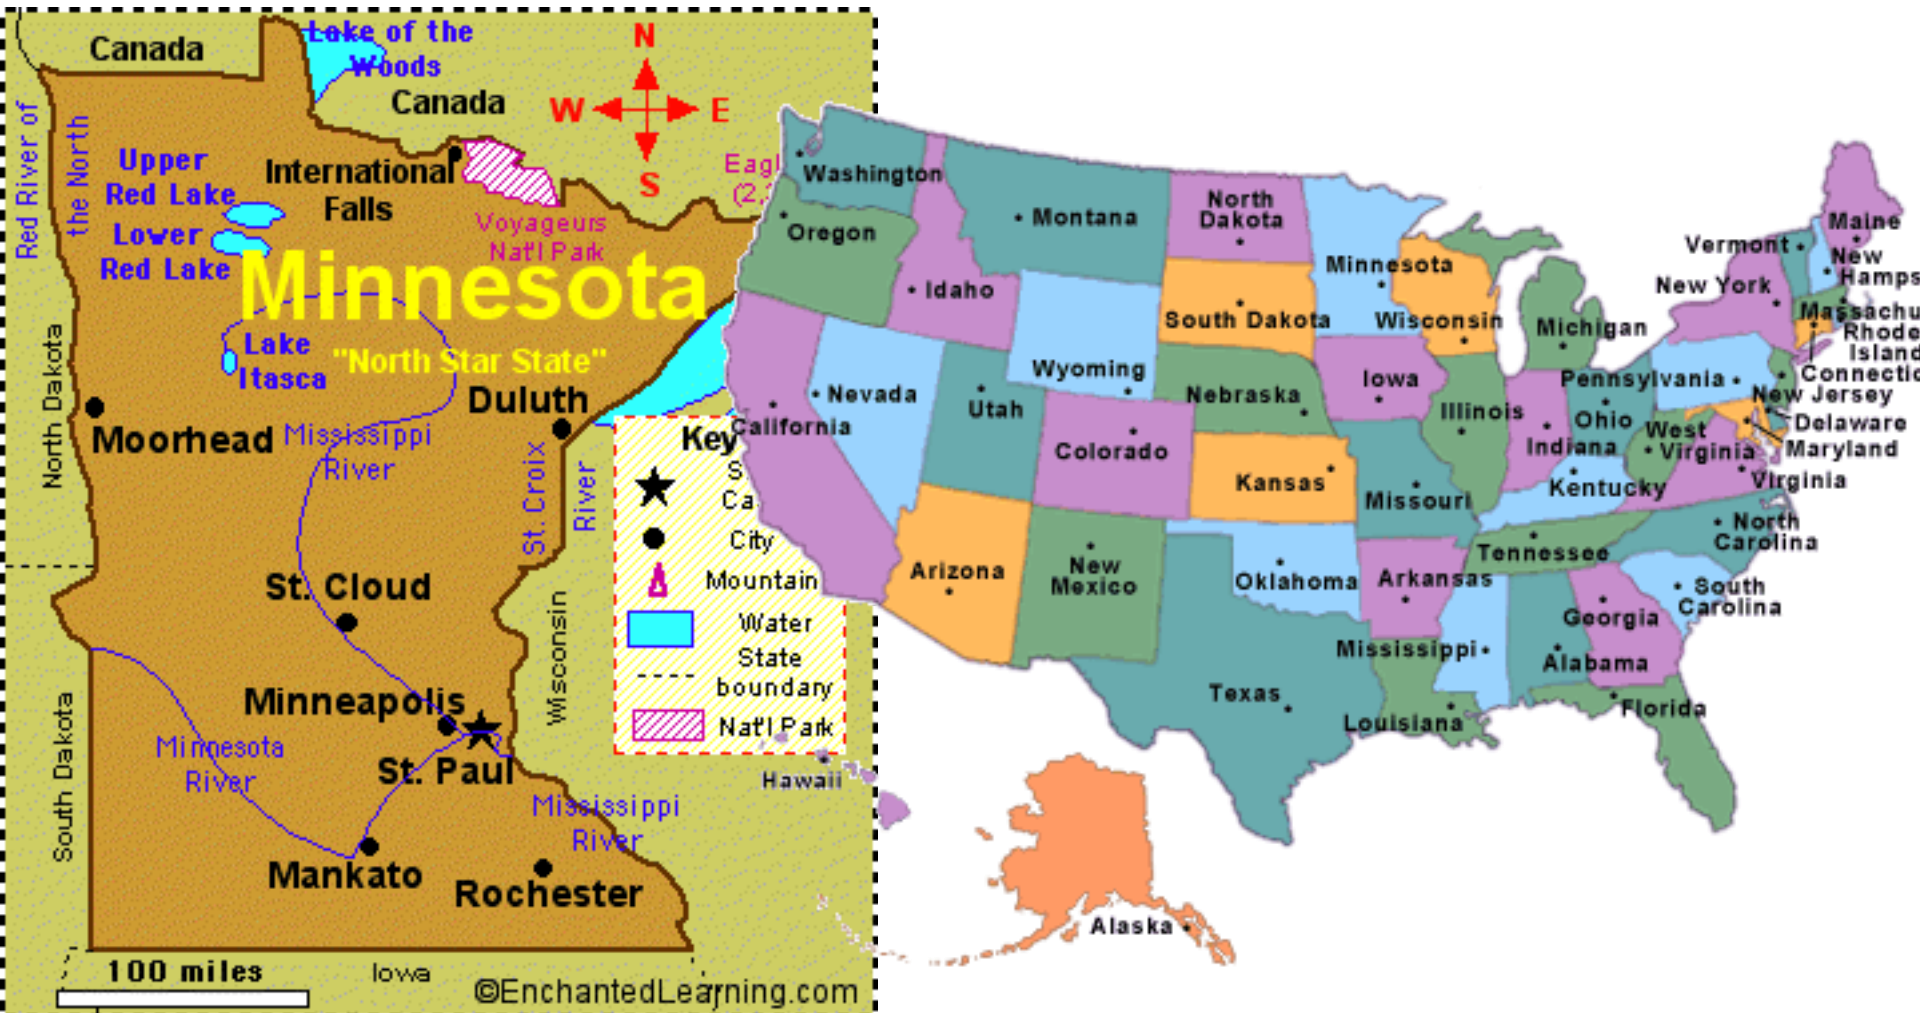 Canada
Lake of the
Woods
Canada
N
W
E
S
Red River of
the North
Upper
Red Lake
Lower
Red Lake
International
Falls
Voyageurs
Nat'l Park
Eagl
(2,
Minnesota
"North Star State"
Lake
Itasca
North Dakota
Duluth
Moorhead
Mississippi
River
St. Croix
River
Key
S
Ca
City
Mountain
Water
State
boundary
Nat'l Park
St. Cloud
Wisconsin
Minneapolis
St. Paul
Minnesota
River
South Dakota
Mississippi
River
Mankato
Rochester
100 miles
Iowa
©EnchantedLearning.com
Washington
Oregon
Idaho
Montana
North
Dakota
Minnesota
South Dakota
Wisconsin
Michigan
Wyoming
Nevada
Utah
California
Colorado
Nebraska
Iowa
Illinois
Indiana
Ohio
Pennsylvania
New York
Vermont
Maine
New
Hamps
Massachu
Rhode
Island
Connectic
New Jersey
Delaware
Maryland
West
Virginia
Virginia
Kentucky
Kansas
Missouri
Tennessee
North
Carolina
South
Carolina
Arizona
New
Mexico
Oklahoma
Arkansas
Mississippi
Alabama
Georgia
Texas
Louisiana
Florida
Hawaii
Alaska